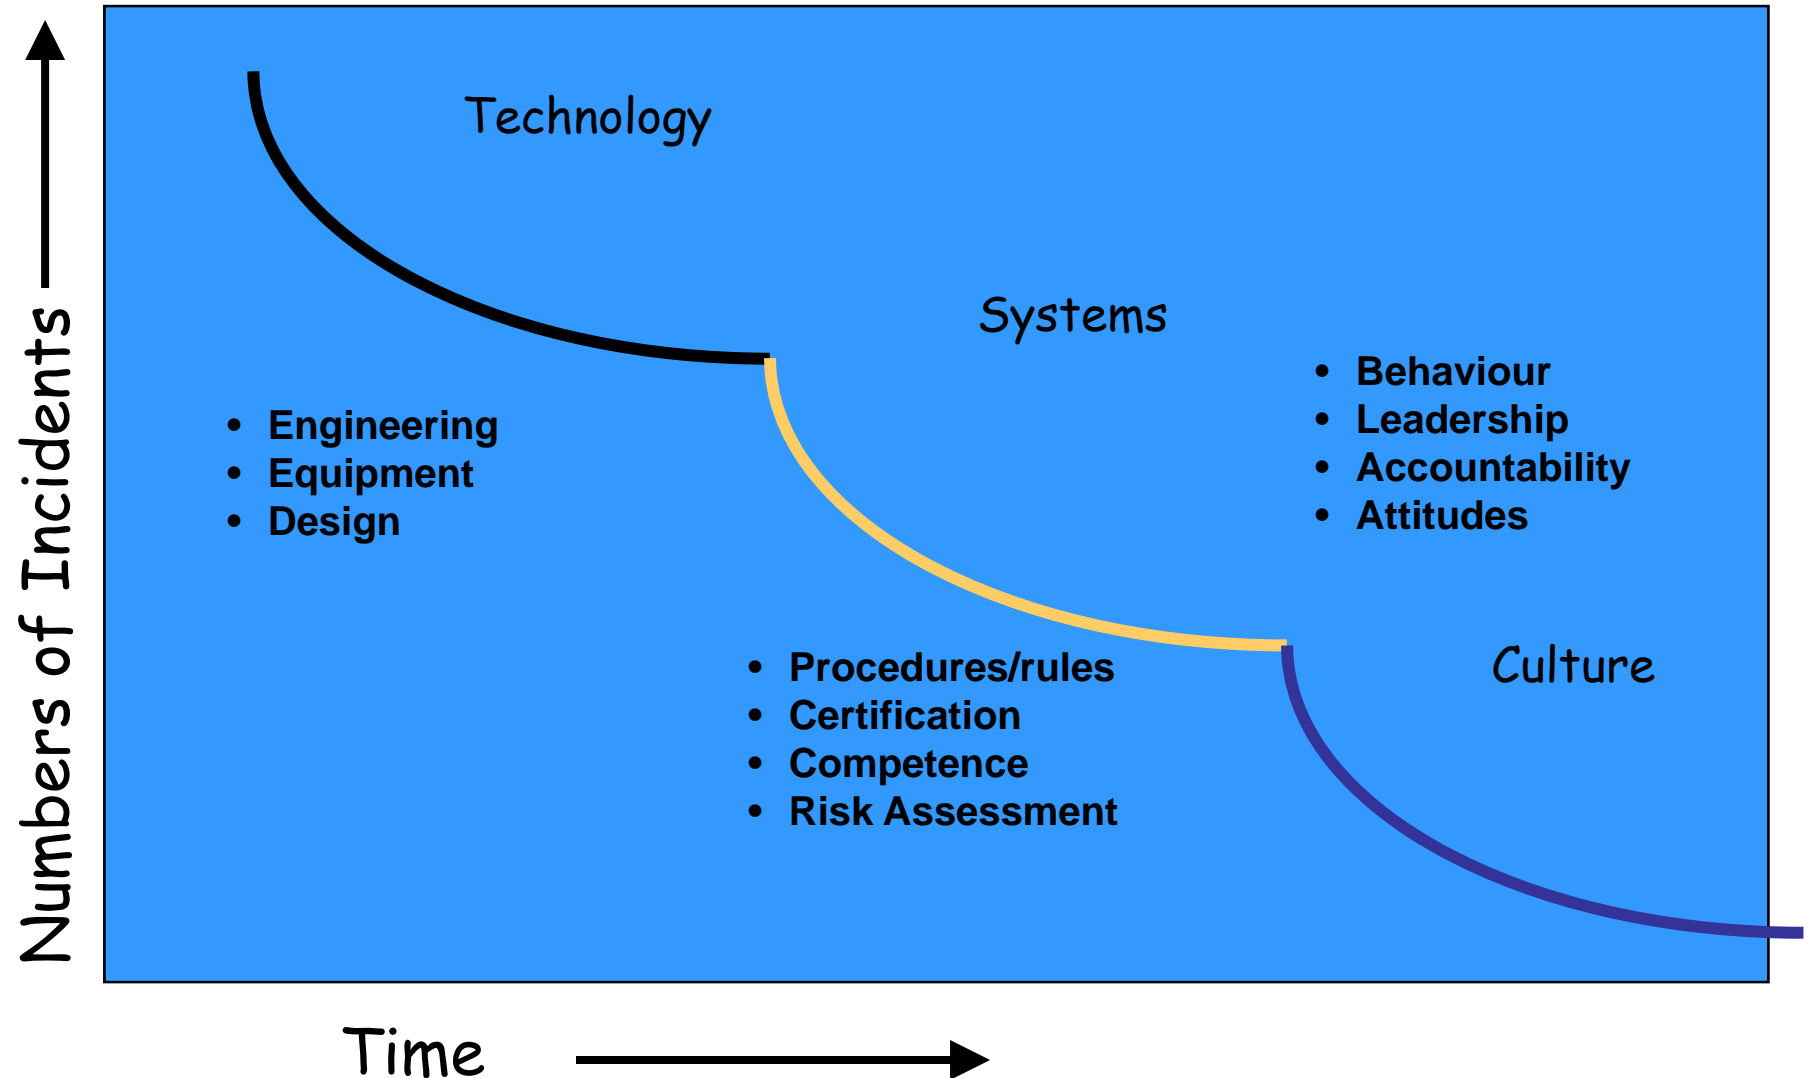 Numbers of Incidents
Technology
Systems
• Engineering
• Equipment
• Design
• Behaviour
• Leadership
• Accountability
• Attitudes
• Procedures/rules
• Certification
• Competence
• Risk Assessment
Culture
Time